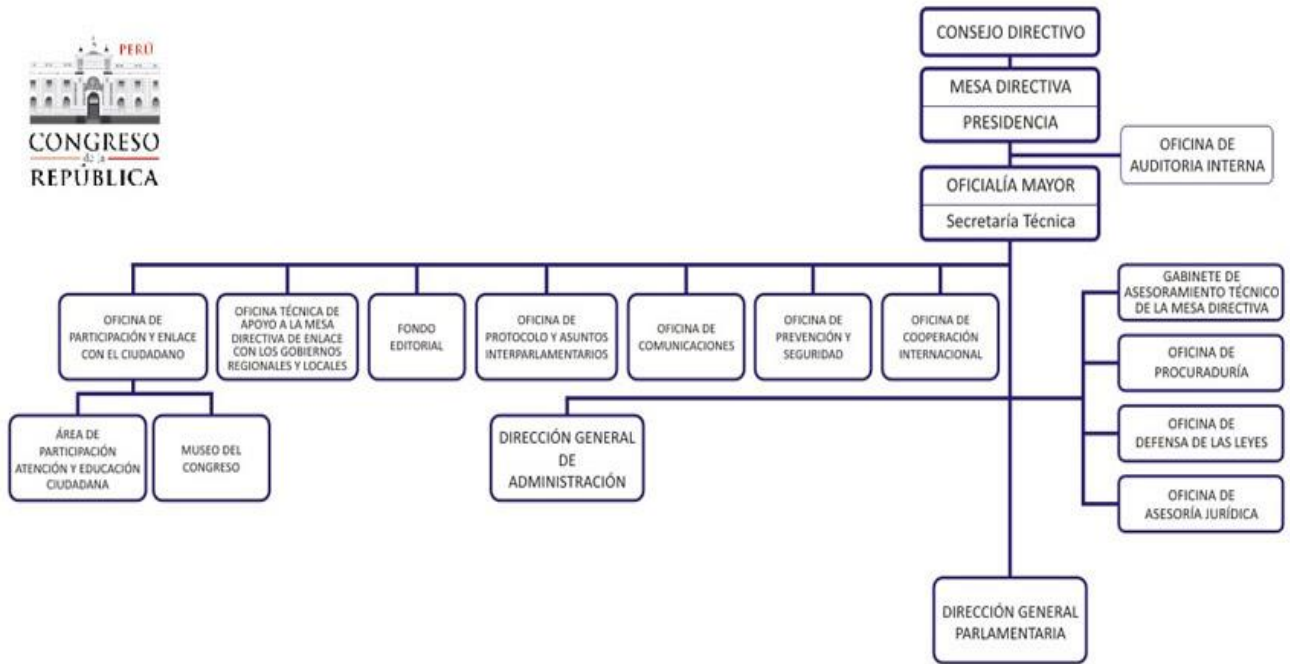 PERÚ
CONGRESO
de la
REPÚBLICA
CONSEJO DIRECTIVO
MESA DIRECTIVA
PRESIDENCIA
OFICINA DE
AUDITORIA INTERNA
OFICIALÍA MAYOR
Secretaría Técnica
OFICINA DE
PARTICIPACIÓN Y ENLACE
CON EL CIUDADANO
OFICINA TÉCNICA DE
APOYO A LA MESA
DIRECTIVA DE ENLACE
CON LOS GOBIERNOS
REGIONALES Y LOCALES
FONDO
EDITORIAL
OFICINA DE
PROTOCOLO Y ASUNTOS
INTERPARLAMENTARIOS
OFICINA DE
COMUNICACIONES
OFICINA DE
PREVENCIÓN Y
SEGURIDAD
OFICINA DE
COOPERACIÓN
INTERNACIONAL
GABINETE DE
ASESORAMIENTO TÉCNICO
DE LA MESA DIRECTIVA
OFICINA DE
PROCURADURÍA
OFICINA DE
DEFENSA DE LAS LEYES
OFICINA DE
ASESORÍA JURÍDICA
ÁREA DE
PARTICIPACIÓN
ATENCIÓN Y EDUCACIÓN
CIUDADANA
MUSEO DEL
CONGRESO
DIRECCIÓN GENERAL
DE
ADMINISTRACIÓN
DIRECCIÓN GENERAL
PARLAMENTARIA